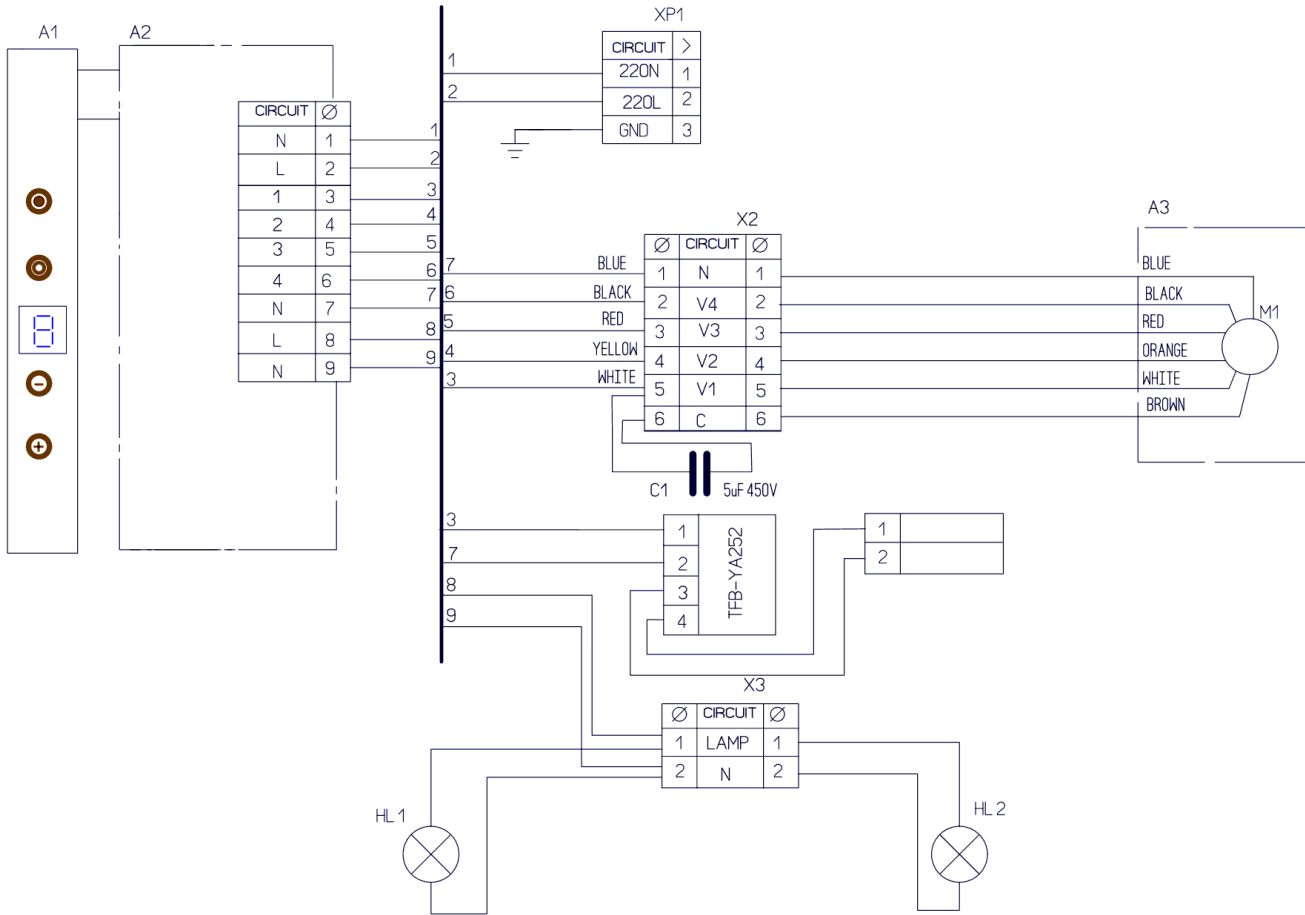 A1
A2
XP1
CIRCUIT >
220N 1
220L 2
GND 3
1
2
CIRCUIT Ø
N 1
L 2
1 3
2 4
3 5
4 6
N 7
L 8
N 9
1
2
3
4
5
6
7
8
9
X2
Ø CIRCUIT Ø
1 N 1
2 V4 2
3 V3 3
4 V2 4
5 V1 5
6 C 6
7 BLUE
6 BLACK
5 RED
4 YELLOW
3 WHITE
A3
BLUE
BLACK
RED
ORANGE
WHITE
BROWN
M1
C1 5uF 450V
3
7
8
9
1
2
3
4
TFB-YA252
1
2
X3
Ø CIRCUIT Ø
1 LAMP 1
2 N 2
HL1
HL2